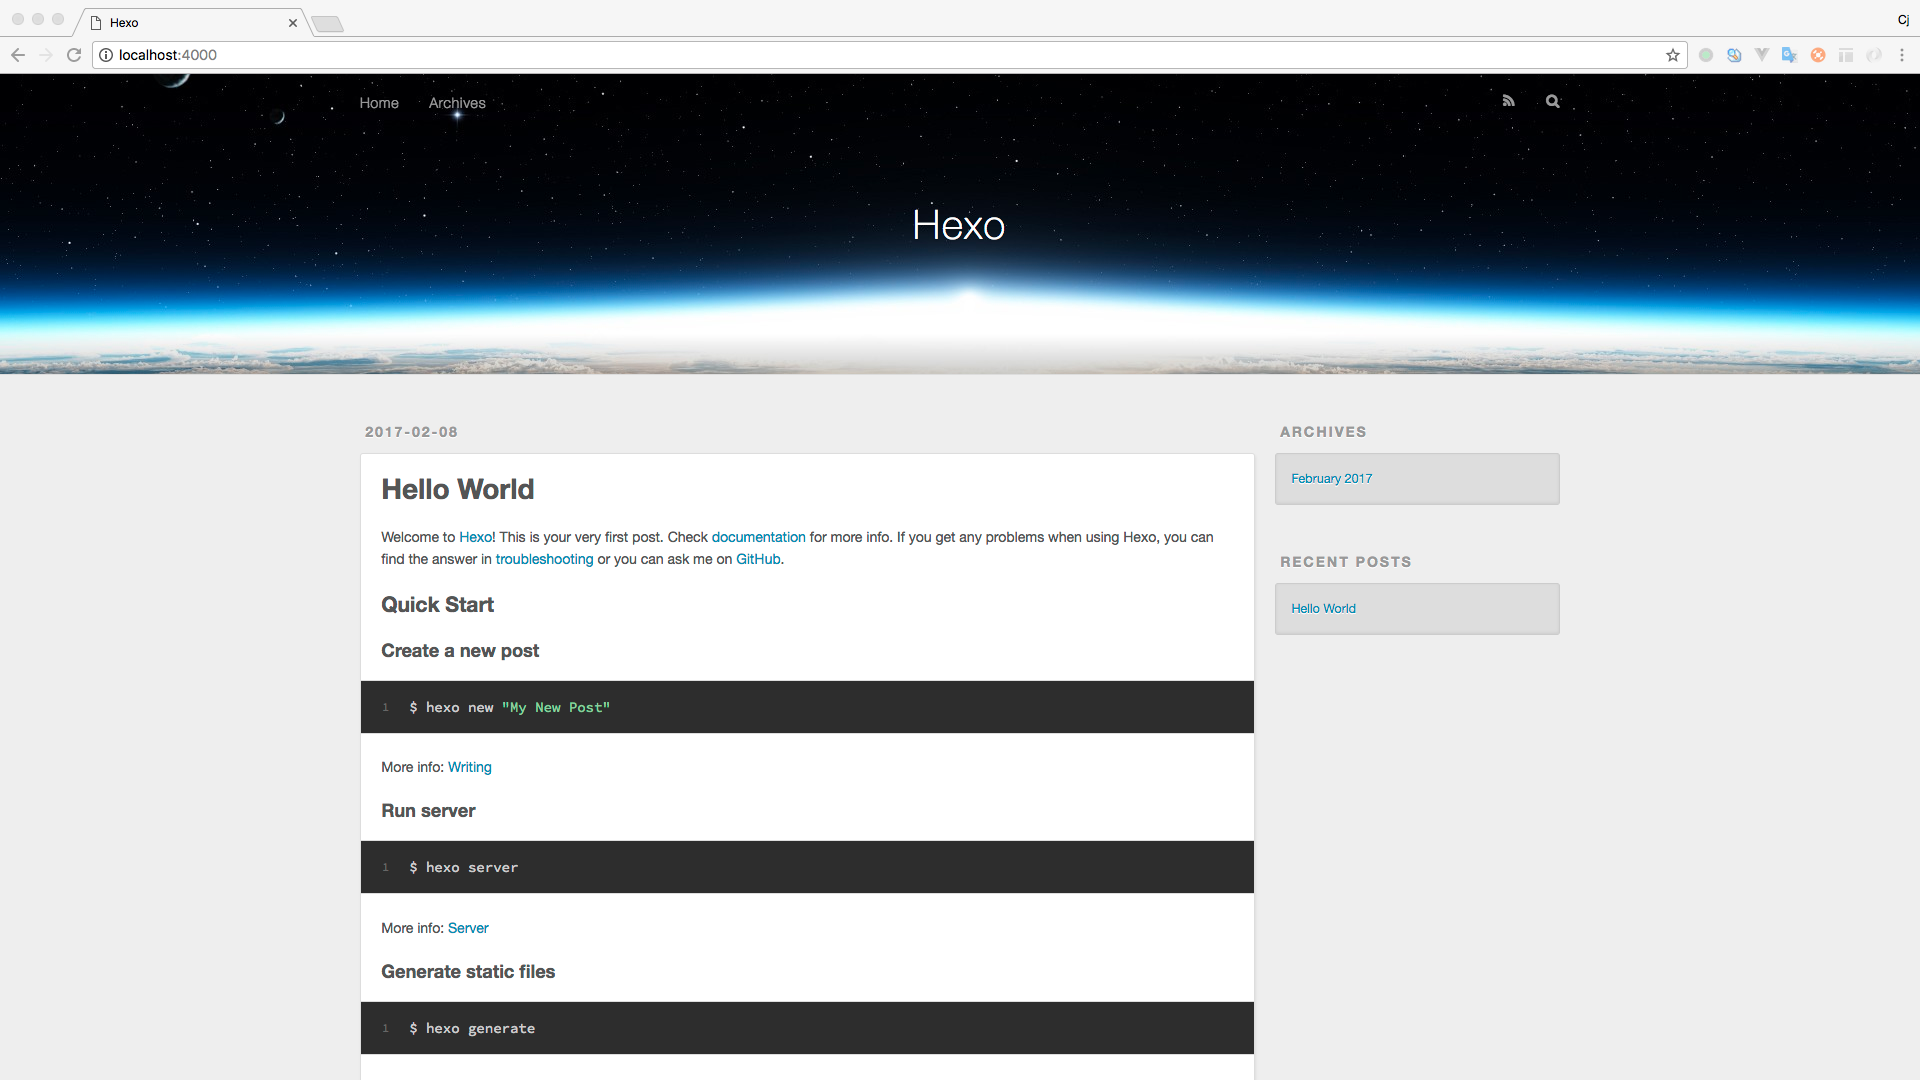 Hexo
Cj
localhost:4000
Home Archives
Hexo
2017-02-08
Hello World
Welcome to Hexo! This is your very first post. Check documentation for more info. If you get any problems when using Hexo, you can
find the answer in troubleshooting or you can ask me on GitHub.
Quick Start
Create a new post
1 $ hexo new "My New Post"
More info: Writing
Run server
1 $ hexo server
More info: Server
Generate static files
1 $ hexo generate
ARCHIVES
February 2017
RECENT POSTS
Hello World